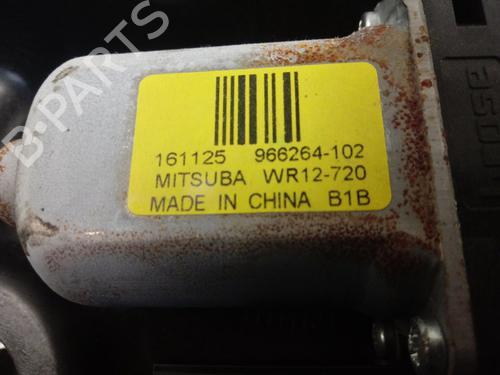 B-PARTS
161125 966264-102
MITSUBA WR12-720
MADE IN CHINA B1B